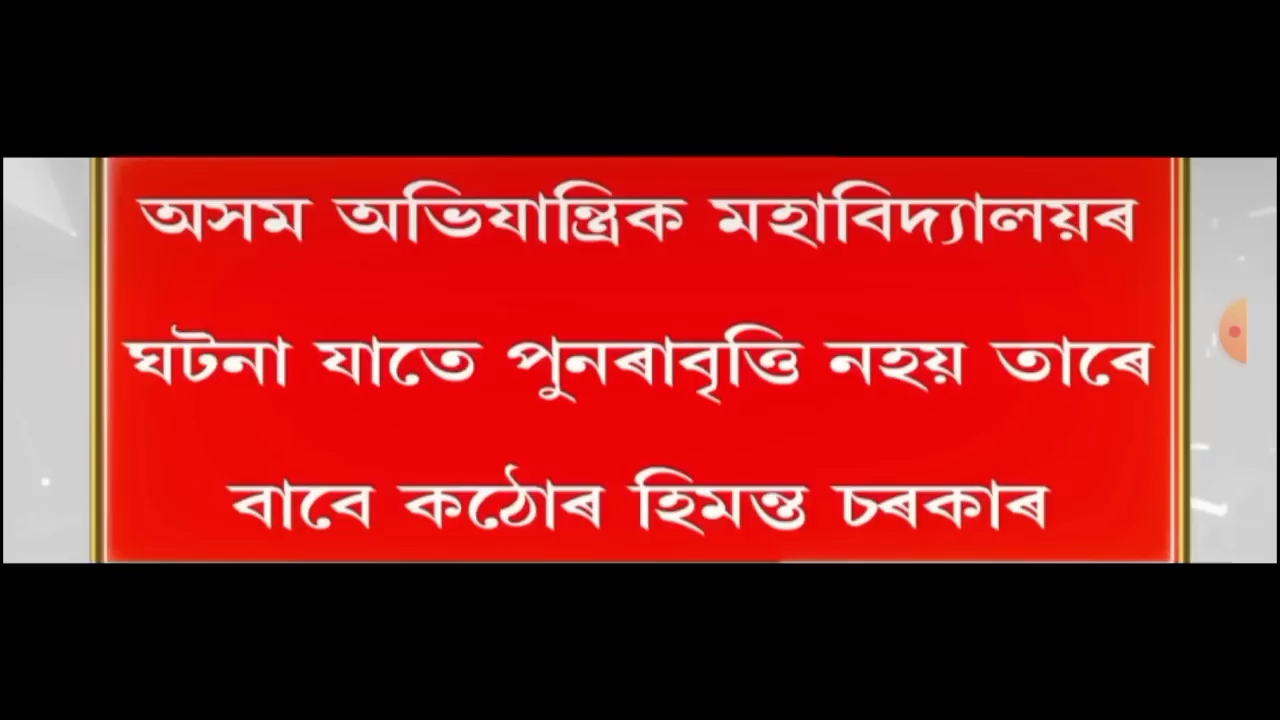 অসম অভিযান্ত্ৰিক মহাবিদ্যালয়ৰ
ঘটনা যাতে পুনৰাবৃত্তি নহয় তাৰে
বাবে কঠোৰ হিমন্ত চৰকাৰ